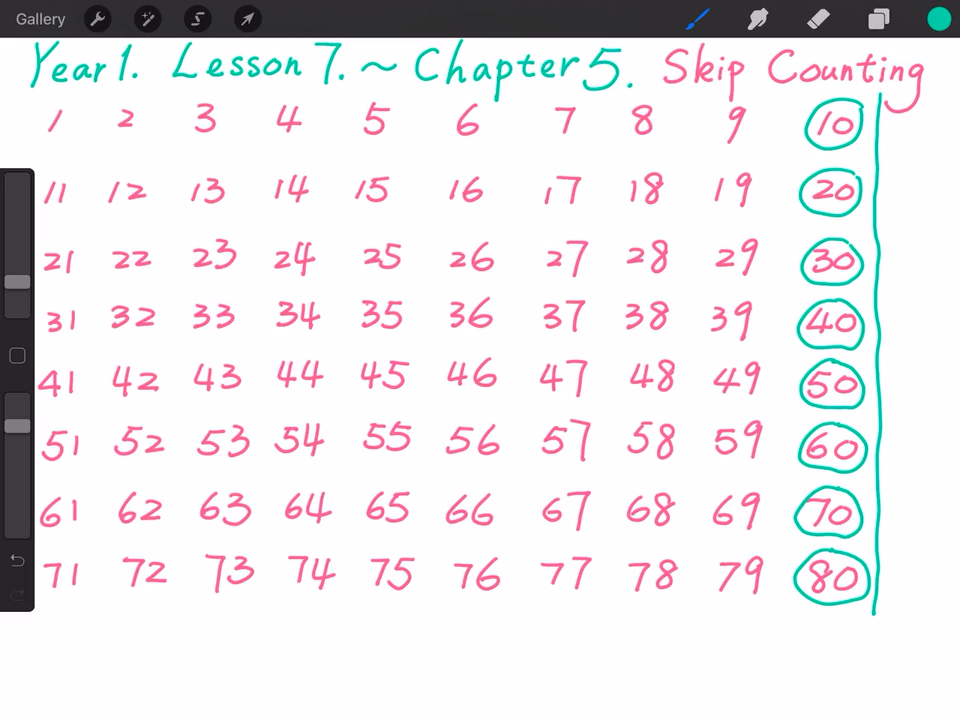 Gallery
Year 1. Lesson 7. ~ Chapter 5. Skip Counting
1 2 3 4 5 6 7 8 9 10
11 12 13 14 15 16 17 18 19 20
21 22 23 24 25 26 27 28 29 30
31 32 33 34 35 36 37 38 39 40
41 42 43 44 45 46 47 48 49 50
51 52 53 54 55 56 57 58 59 60
61 62 63 64 65 66 67 68 69 70
71 72 73 74 75 76 77 78 79 80